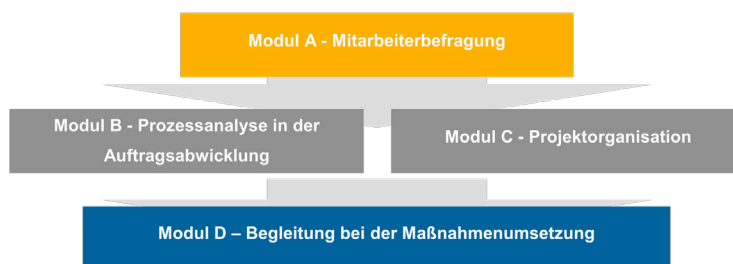 Modul A - Mitarbeiterbefragung
Modul B - Prozessanalyse in der
Auftragsabwicklung
Modul C - Projektorganisation
Modul D – Begleitung bei der Maßnahmenumsetzung